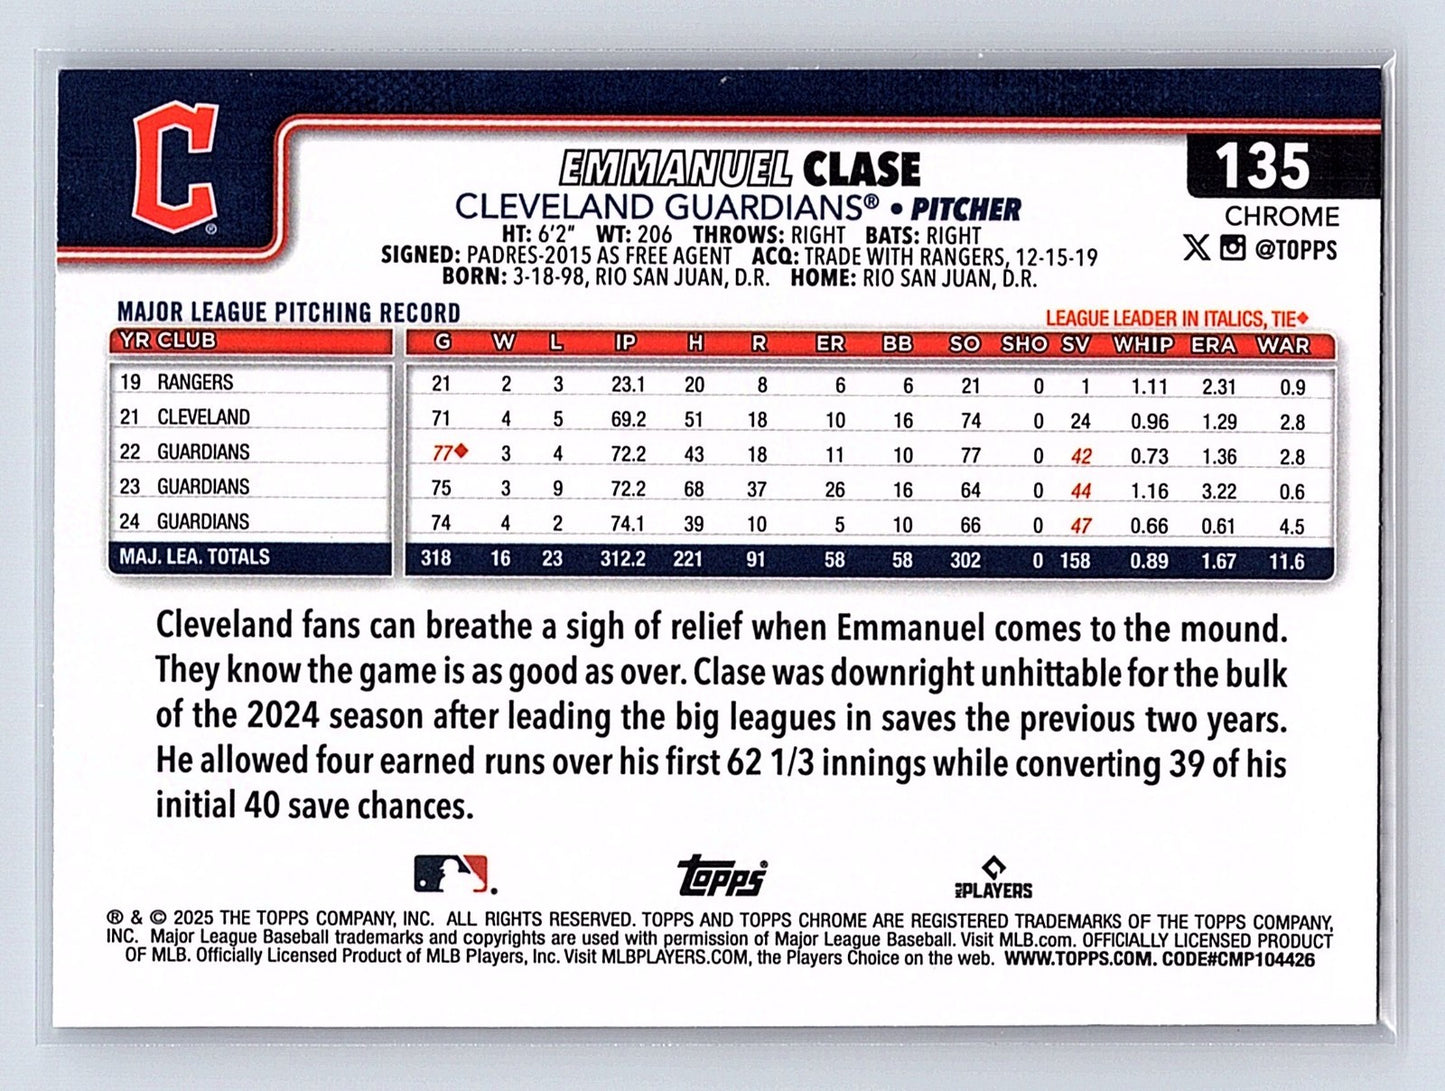 C®
135
EMMANUEL CLASE
CLEVELAND GUARDIANS® • PITCHER
CHROME
HT: 6'2" WT: 206 THROWS: RIGHT BATS: RIGHT
@TOPPS
SIGNED: PADRES-2015 AS FREE AGENT ACQ: TRADE WITH RANGERS, 12-15-19
BORN: 3-18-98, RIO SAN JUAN, D.R. HOME: RIO SAN JUAN, D.R.
MAJOR LEAGUE PITCHING RECORD
LEAGUE LEADER IN ITALICS, TIE♦
YR CLUB G W L IP H R ER BB SO SHO SV WHIP ERA WAR
19 RANGERS 21 2 3 23.1 20 8 6 6 21 0 1 1.11 2.31 0.9
21 CLEVELAND 71 4 5 69.2 51 18 10 16 74 0 24 0.96 1.29 2.8
22 GUARDIANS 77♦ 3 4 72.2 43 18 11 10 77 0 42 0.73 1.36 2.8
23 GUARDIANS 75 3 9 72.2 68 37 26 16 64 0 44 1.16 3.22 0.6
24 GUARDIANS 74 4 2 74.1 39 10 5 10 66 0 47 0.66 0.61 4.5
MAJ. LEA. TOTALS 318 16 23 312.2 221 91 58 58 302 0 158 0.89 1.67 11.6
Cleveland fans can breathe a sigh of relief when Emmanuel comes to the mound.
They know the game is as good as over. Clase was downright unhittable for the bulk
of the 2024 season after leading the big leagues in saves the previous two years.
He allowed four earned runs over his first 62 1/3 innings while converting 39 of his
initial 40 save chances.
Topps®
MLB PLAYERS
® & © 2025 THE TOPPS COMPANY, INC. ALL RIGHTS RESERVED. TOPPS AND TOPPS CHROME ARE REGISTERED TRADEMARKS OF THE TOPPS COMPANY,
INC. Major League Baseball trademarks and copyrights are used with permission of Major League Baseball. Visit MLB.com. OFFICIALLY LICENSED PRODUCT
OF MLB. Officially Licensed Product of MLB Players, Inc. Visit MLBPLAYERS.COM, the Players Choice on the web. WWW.TOPPS.COM. CODE#CMP104426